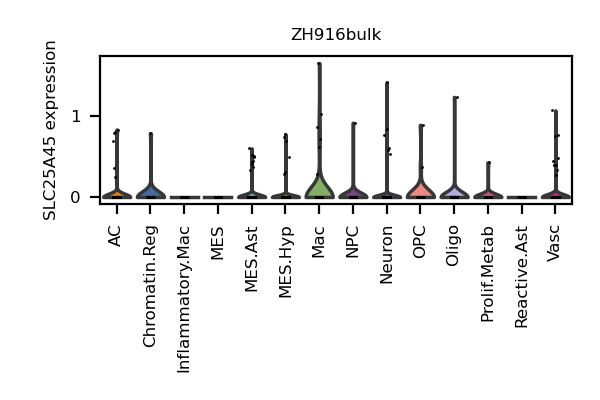 ZH916bulk
SLC25A45 expression
1
0
AC
Chromatin.Reg
Inflammatory.Mac
MES
MES.Ast
MES.Hyp
Mac
NPC
Neuron
OPC
Oligo
Prolif.Metab
Reactive.Ast
Vasc